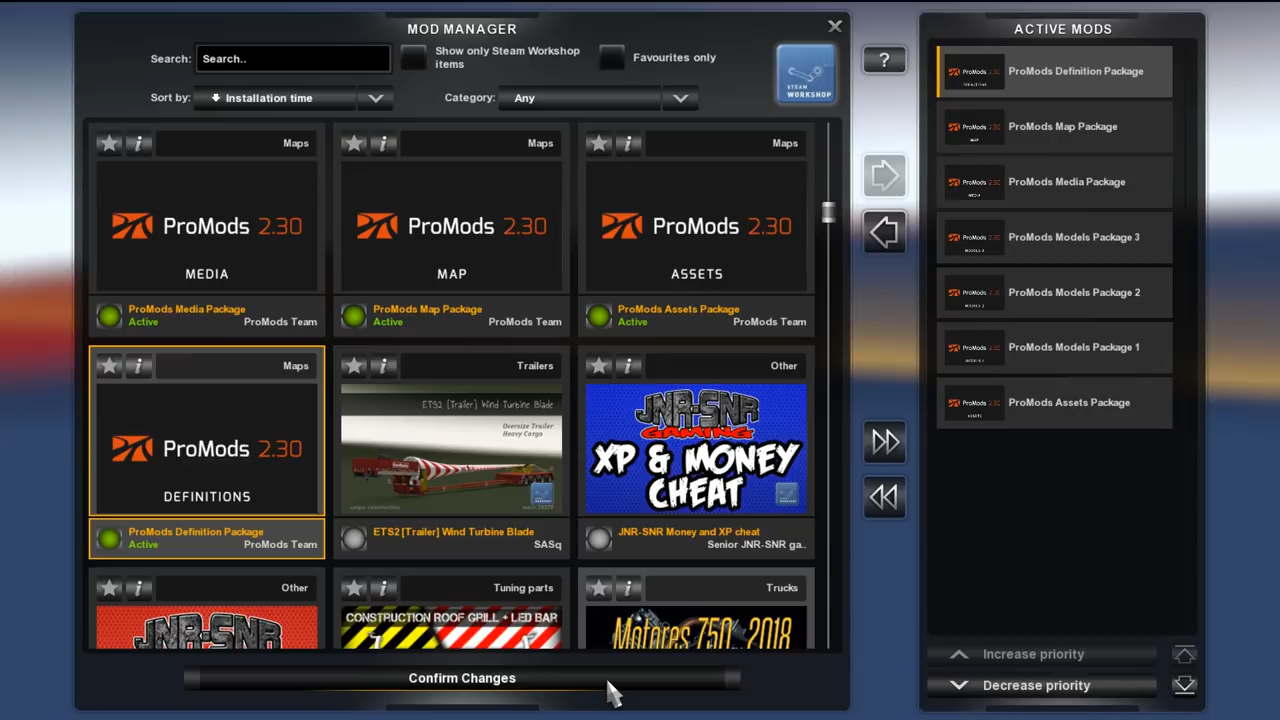 MOD MANAGER
Search:
Search..
Show only Steam Workshop
items
Favourites only
STEAM
WORKSHOP
Sort by:
Installation time
Category:
Any
Maps
Maps
Maps
ProMods 2.30
MEDIA
ProMods 2.30
MAP
ProMods 2.30
ASSETS
ProMods Media Package
Active
ProMods Team
ProMods Map Package
Active
ProMods Team
ProMods Assets Package
Active
ProMods Team
Maps
Trailers
Other
ProMods 2.30
DEFINITIONS
ETS2 [Trailer] Wind Turbine Blade
Oversize Trailer
Heavy Cargo
JNR-SNR
GAMING
XP & MONEY
CHEAT
ProMods Definition Package
Active
ProMods Team
ETS2 [Trailer] Wind Turbine Blade
SASq
JNR-SNR Money and XP cheat
Senior JNR-SNR ga..
Other
Tuning parts
Trucks
JNR-SNR
CONSTRUCTION ROOF GRILL + LED BAR
Motores 750 2018
Confirm Changes
?
ACTIVE MODS
ProMods Definition Package
ProMods Map Package
ProMods Media Package
ProMods Models Package 3
ProMods Models Package 2
ProMods Models Package 1
ProMods Assets Package
Increase priority
Decrease priority